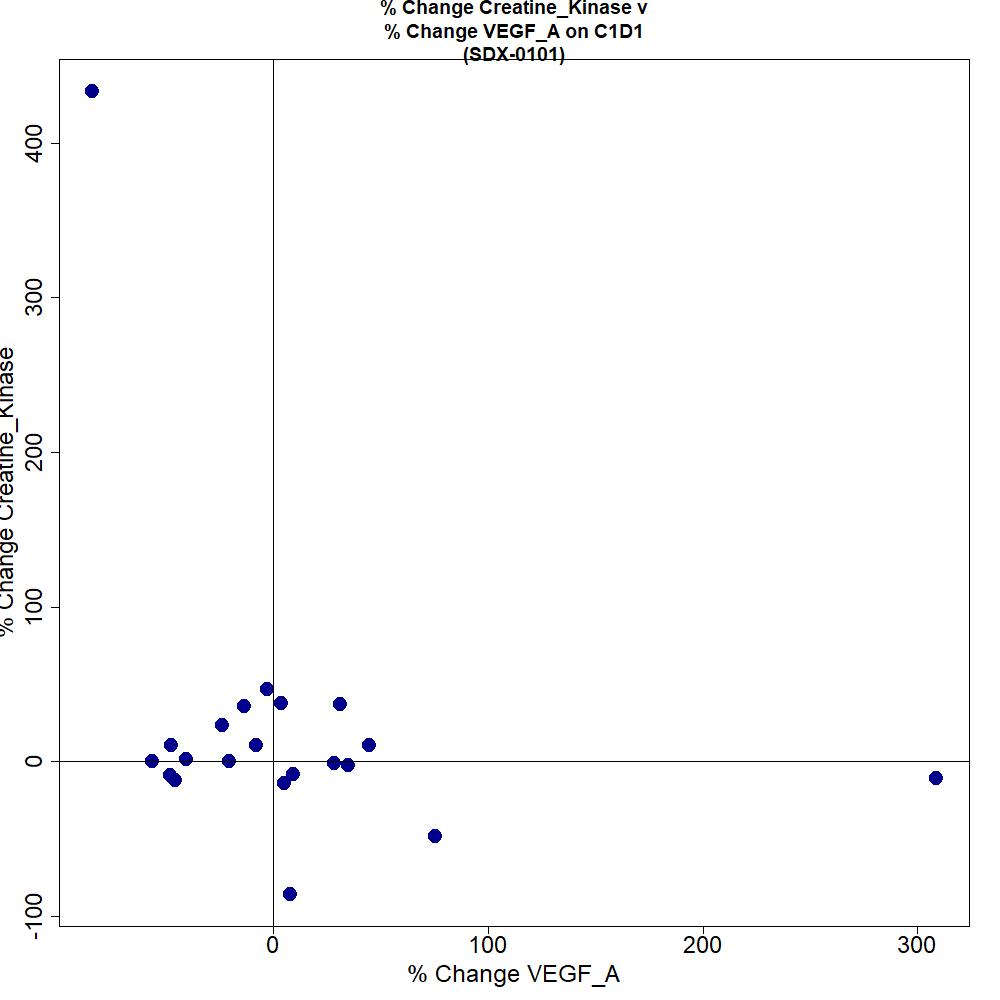 % Change Creatine_Kinase v
% Change VEGF_A on C1D1
(SDX-0101)
% Change Creatine_Kinase
400
300
200
100
0
-100
0 100 200 300
% Change VEGF_A